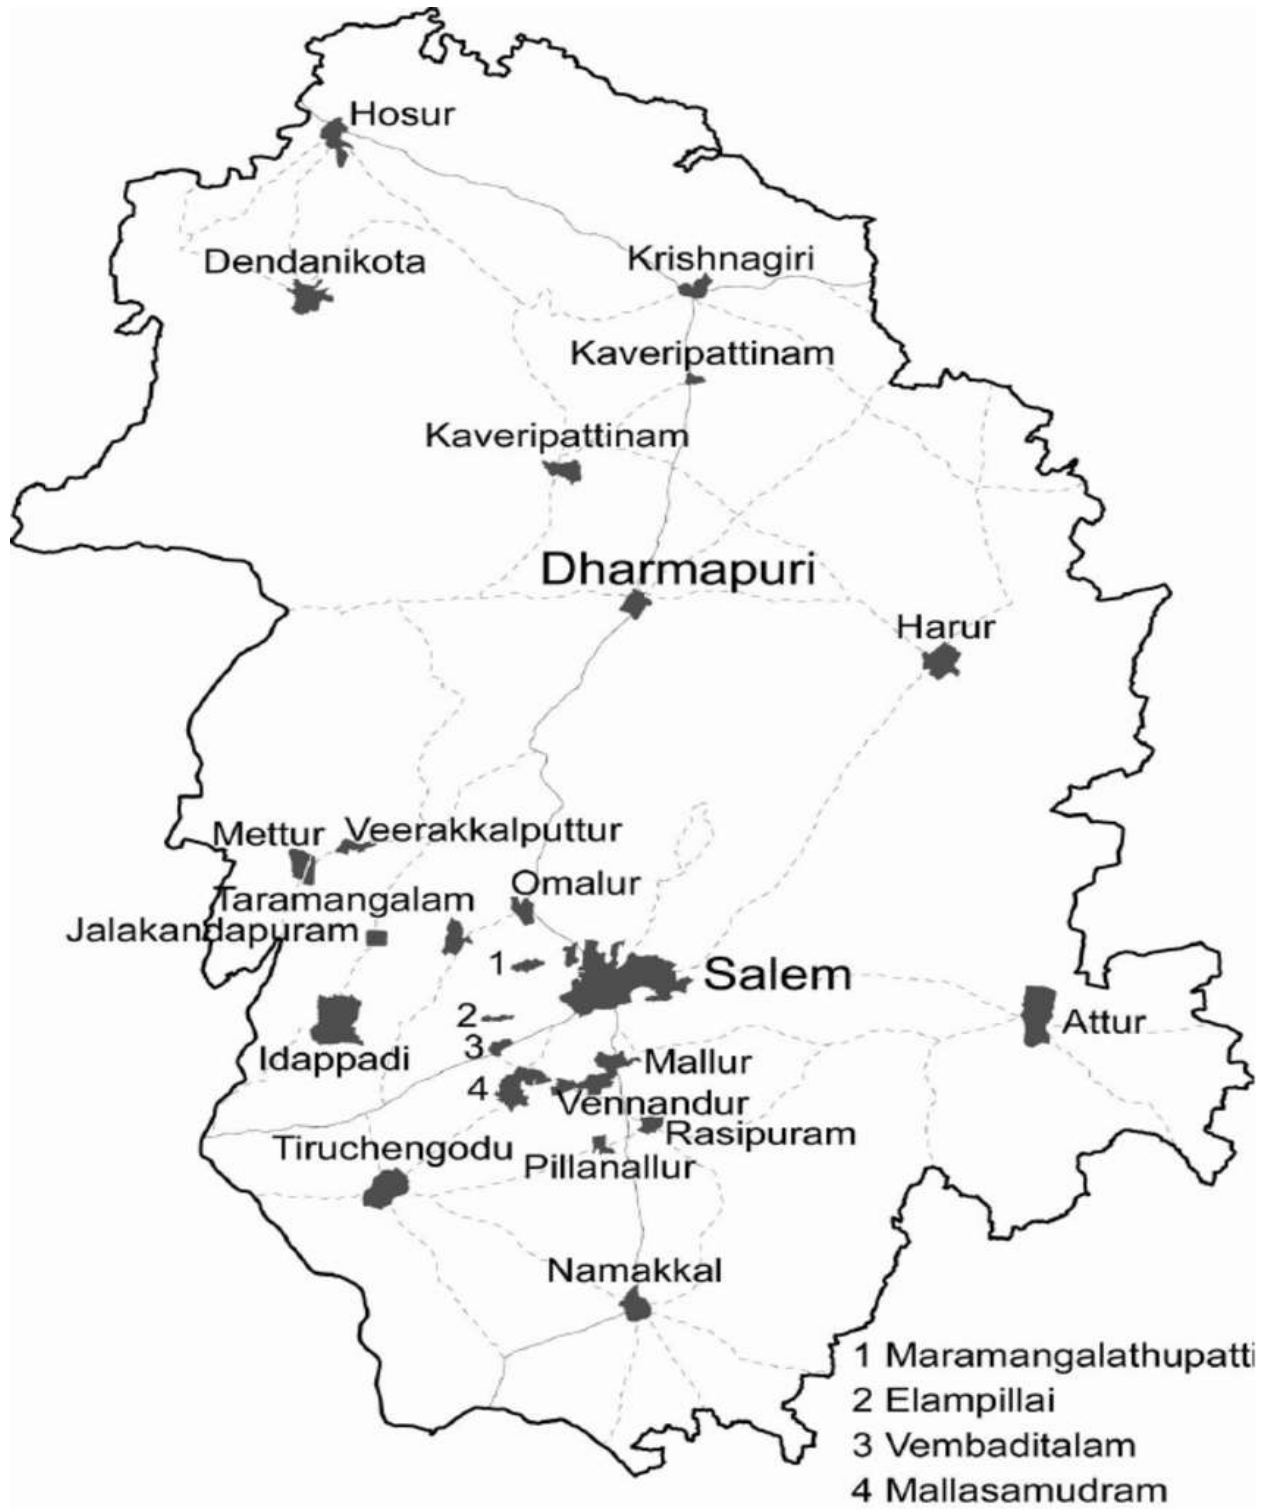 Hosur
Dendanikota
Krishnagiri
Kaveripattinam
Kaveripattinam
Dharmapuri
Harur
Mettur
Veerakkalputtur
Omalur
Taramangalam
Jalakandapuram
1
Salem
2
Attur
3
Idappadi
Mallur
4
Vennandur
Rasipuram
Tiruchengodu
Pillanallur
Namakkal
1 Maramangalathupatti
2 Elampillai
3 Vembaditalam
4 Mallasamudram